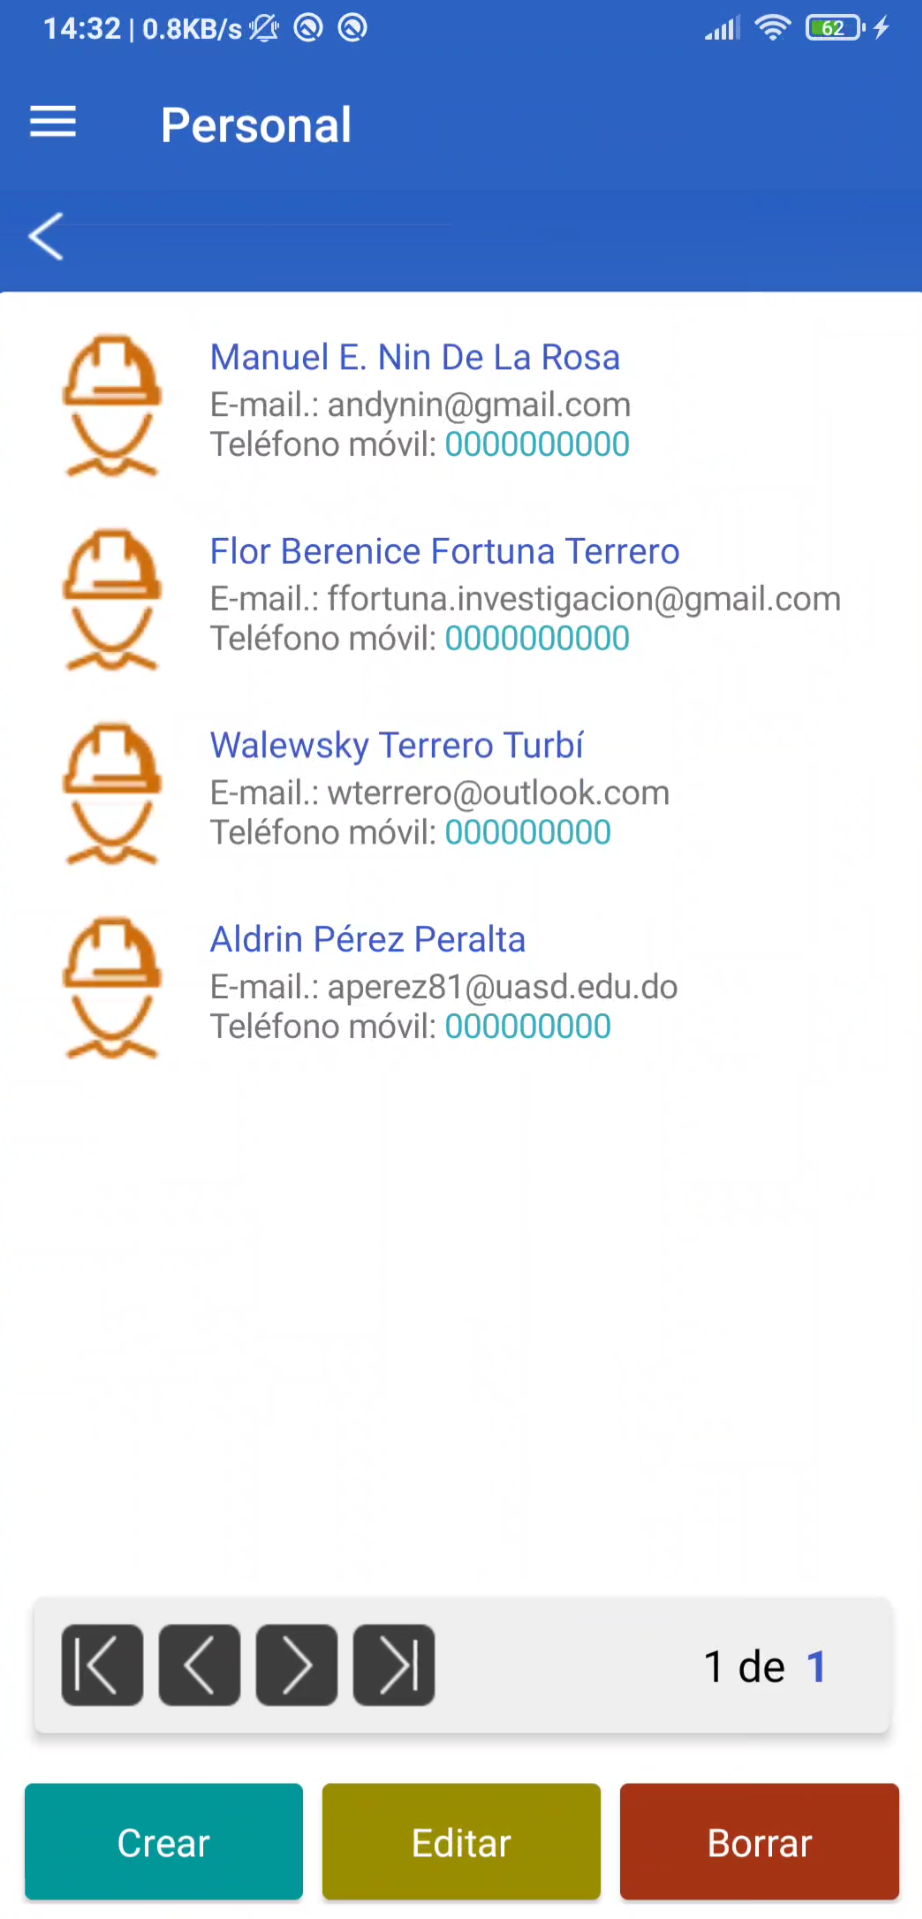 14:32 | 0.8KB/s 62
Personal
Manuel E. Nin De La Rosa
E-mail.: andynin@gmail.com
Teléfono móvil: 0000000000
Flor Berenice Fortuna Terrero
E-mail.: ffortuna.investigacion@gmail.com
Teléfono móvil: 0000000000
Walewsky Terrero Turbí
E-mail.: wterrero@outlook.com
Teléfono móvil: 000000000
Aldrin Pérez Peralta
E-mail.: aperez81@uasd.edu.do
Teléfono móvil: 000000000
1 de 1
Crear Editar Borrar